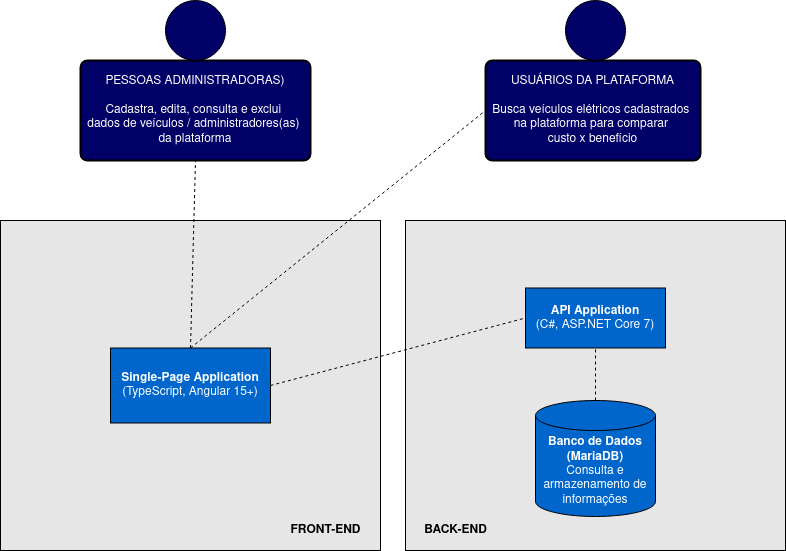 PESSOAS ADMINISTRADORAS)
Cadastra, edita, consulta e exclui
dados de veículos / administradores(as)
da plataforma
USUÁRIOS DA PLATAFORMA
Busca veículos elétricos cadastrados
na plataforma para comparar
custo x benefício
Single-Page Application
(TypeScript, Angular 15+)
FRONT-END
API Application
(C#, ASP.NET Core 7)
Banco de Dados
(MariaDB)
Consulta e
armazenamento de
informações
BACK-END